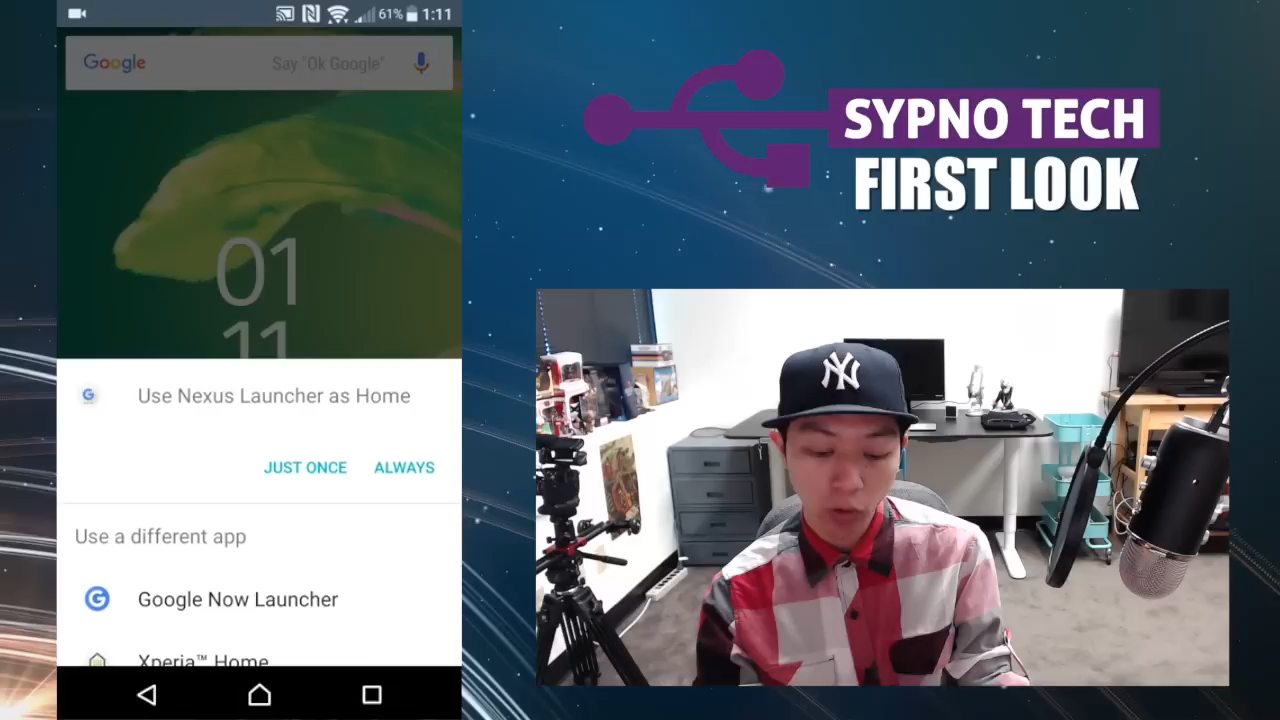 61% 1:11
Google Say "Ok Google"
01
11
Use Nexus Launcher as Home
JUST ONCE ALWAYS
Use a different app
Google Now Launcher
Xperia™ Home
SYPNO TECH
FIRST LOOK
NY